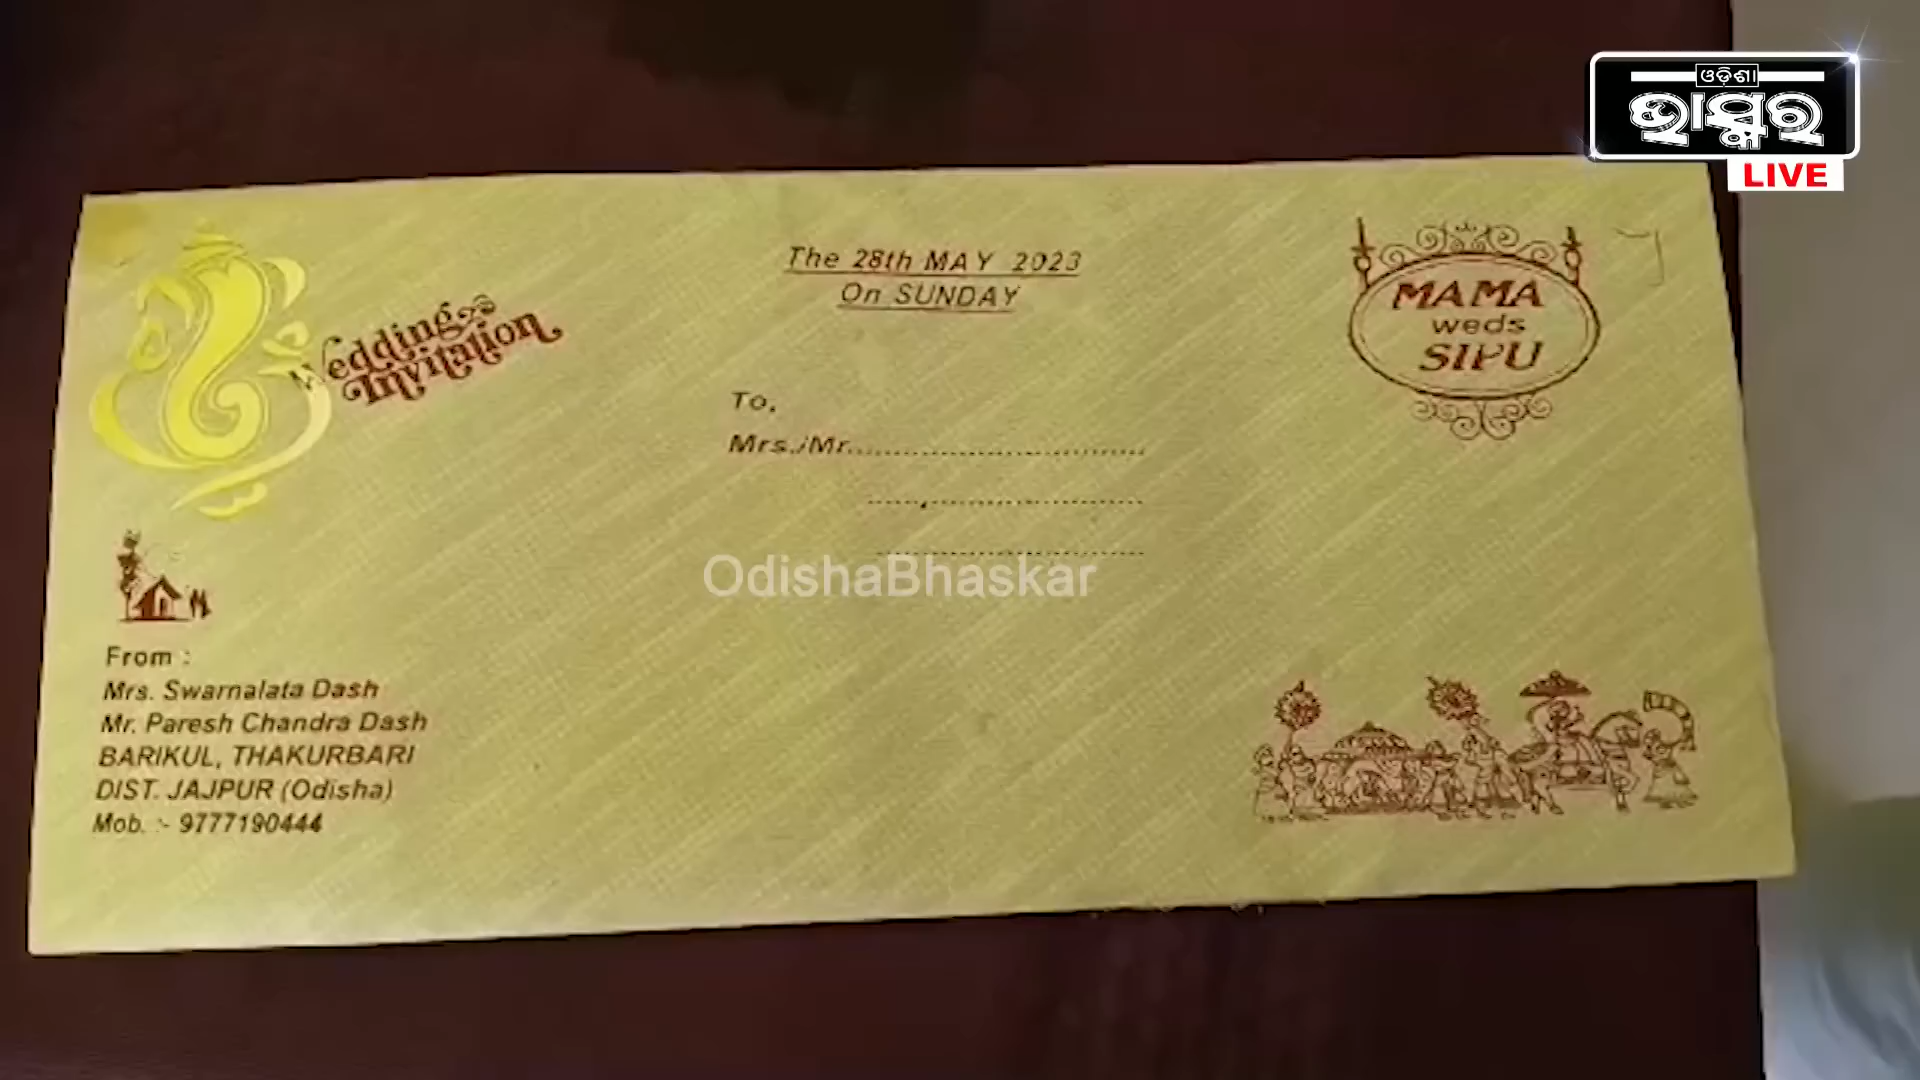 ଓଡ଼ିଶା
ଭାସ୍କର
LIVE
Wedding
Invitation
The 28th MAY 2023
On SUNDAY
MAMA
weds
SIPU
To,
Mrs./Mr.
OdishaBhaskar
From :
Mrs. Swarnalata Dash
Mr. Paresh Chandra Dash
BARIKUL, THAKURBARI
DIST. JAJPUR (Odisha)
Mob. :- 9777190444